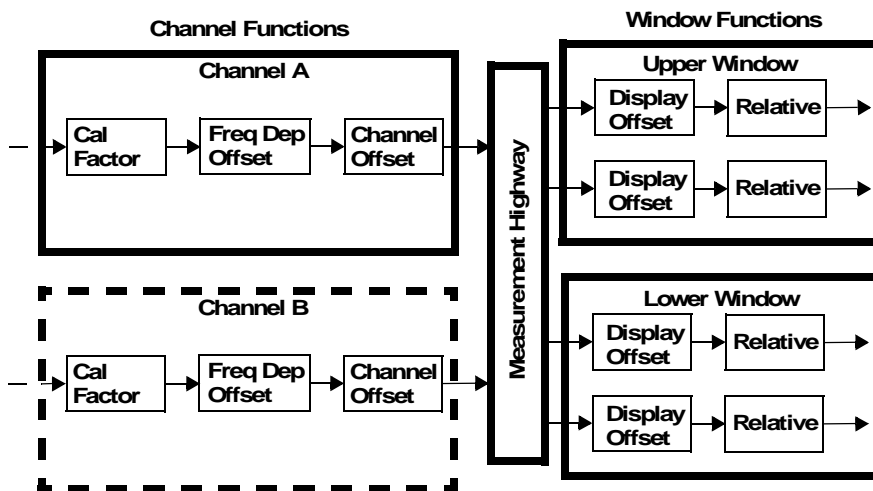 Channel Functions
Window Functions
Channel A
Cal
Factor
Freq Dep
Offset
Channel
Offset
Channel B
Cal
Factor
Freq Dep
Offset
Channel
Offset
Measurement Highway
Upper Window
Display
Offset
Relative
Display
Offset
Relative
Lower Window
Display
Offset
Relative
Display
Offset
Relative